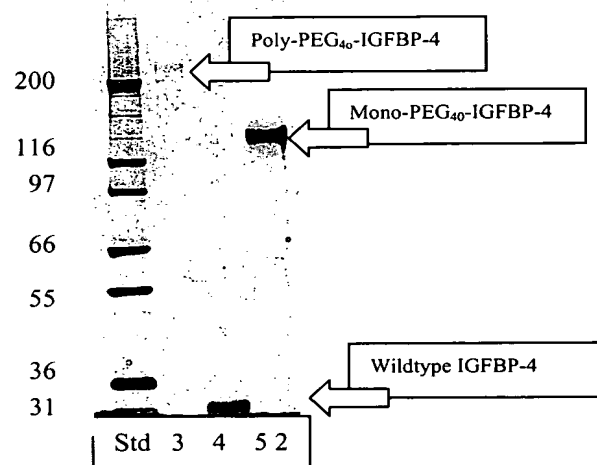 Poly-PEG₄₀-IGFBP-4
200
Mono-PEG₄₀-IGFBP-4
116
97
66
55
36
Wildtype IGFBP-4
31
Std 3 4 5 2